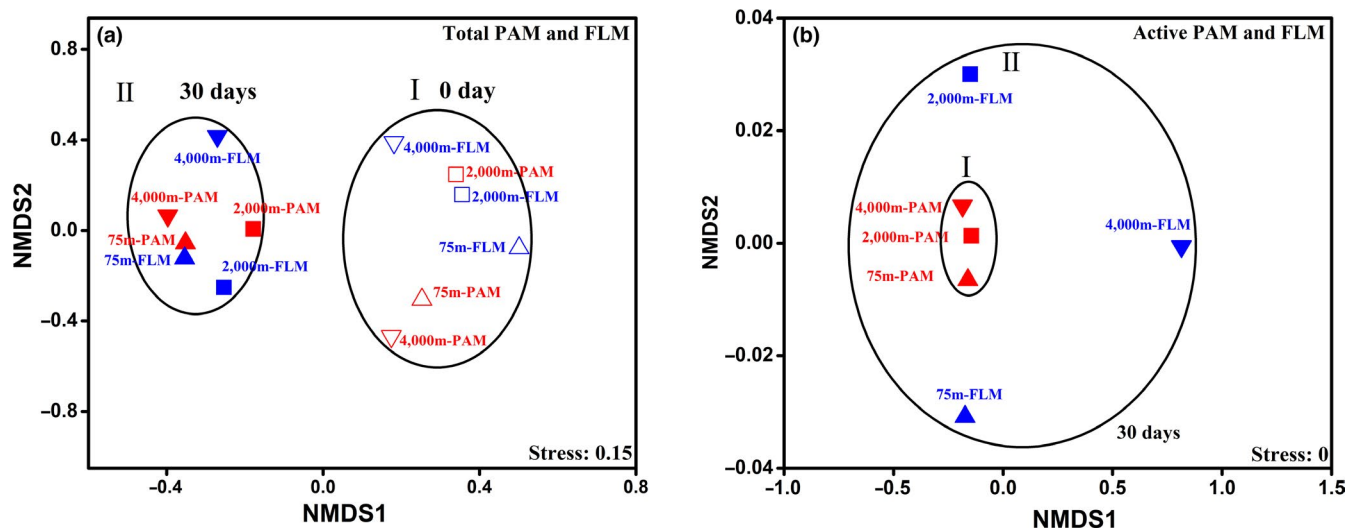 (a)
Total PAM and FLM
II
30 days
I
0 day
4,000m-FLM
4,000m-PAM
2,000m-PAM
75m-PAM
75m-FLM
2,000m-FLM
4,000m-FLM
2,000m-PAM
2,000m-FLM
75m-FLM
75m-PAM
4,000m-PAM
Stress: 0.15
0.8
0.4
0.0
−0.4
−0.8
NMDS2
−0.4
0.0
0.4
0.8
NMDS1
(b)
Active PAM and FLM
II
2,000m-FLM
I
4,000m-PAM
2,000m-PAM
75m-PAM
4,000m-FLM
75m-FLM
30 days
Stress: 0
0.04
0.02
0.00
−0.02
−0.04
NMDS2
−1.0
−0.5
0.0
0.5
1.0
1.5
NMDS1